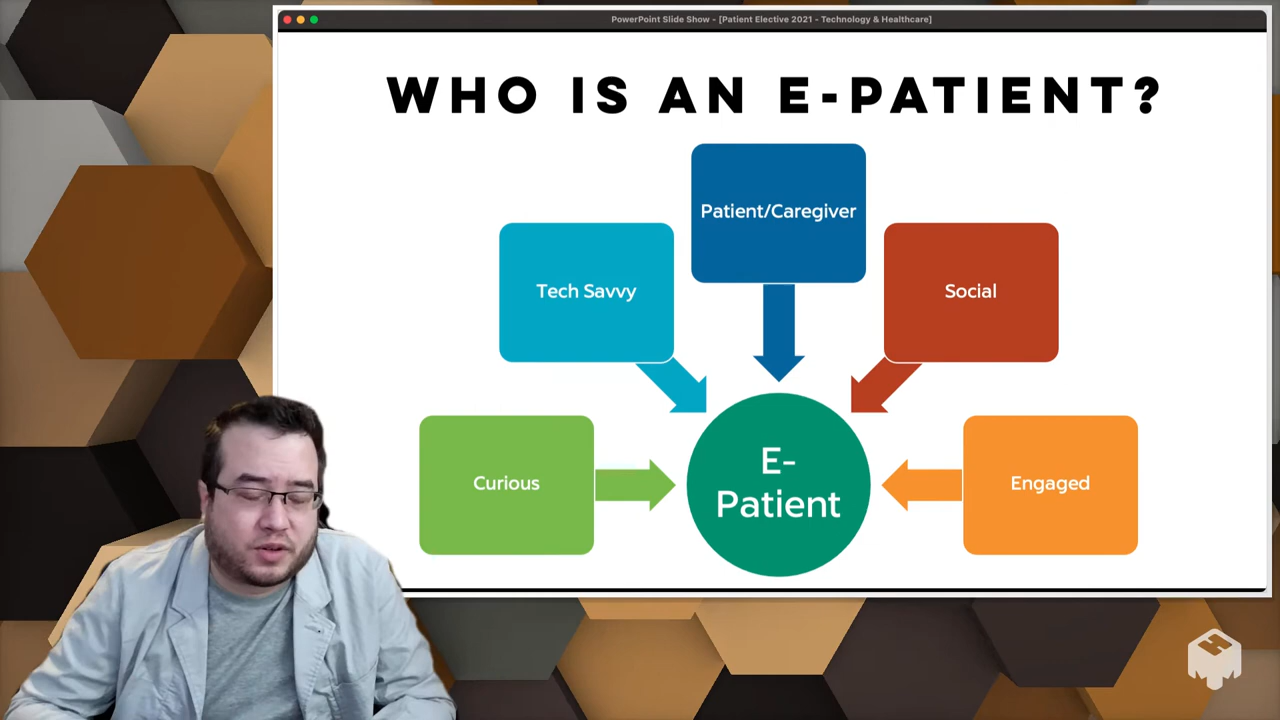 PowerPoint Slide Show - [Patient Elective 2021 - Technology & Healthcare]
WHO IS AN E-PATIENT?
Patient/Caregiver
Tech Savvy
Social
Curious
E-
Patient
Engaged